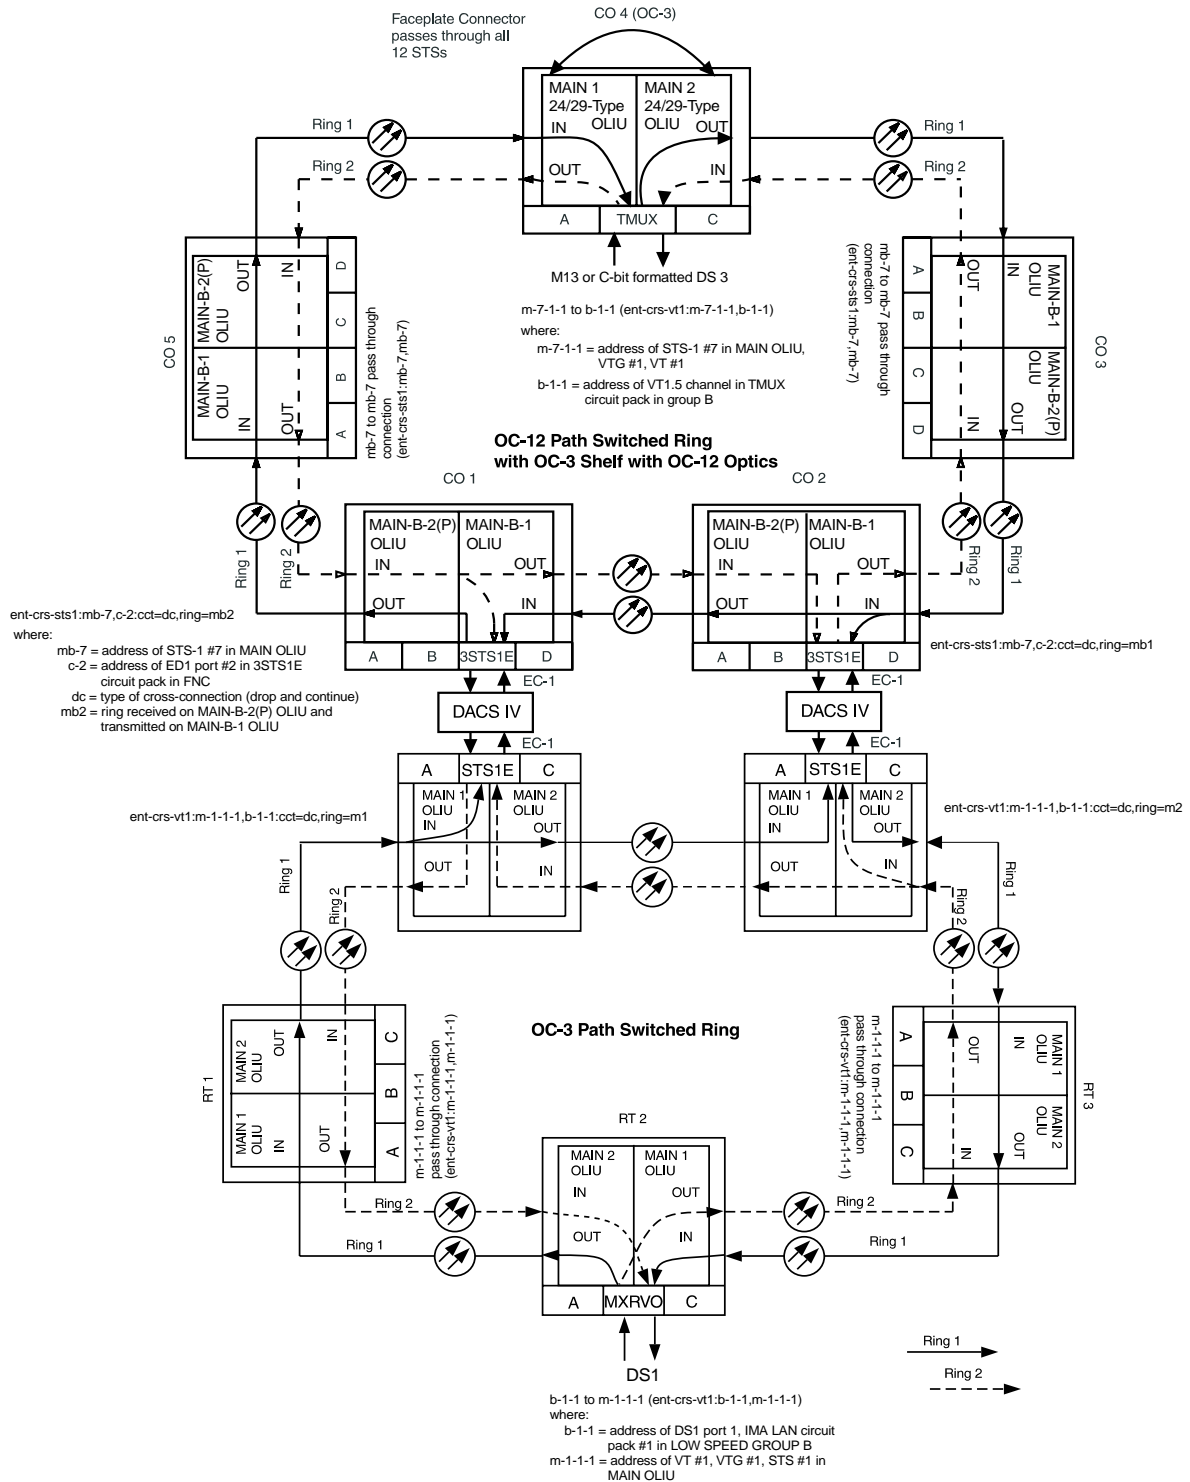 Faceplate Connector
passes through all
12 STSs
CO 4 (OC-3)
MAIN 1
24/29-Type
OLIU
IN
OUT
MAIN 2
24/29-Type
OLIU
OUT
IN
A
TMUX
C
Ring 1
Ring 2
Ring 1
Ring 2
M13 or C-bit formatted DS 3
m-7-1-1 to b-1-1 (ent-crs-vt1:m-7-1-1,b-1-1)
where:
m-7-1-1 = address of STS-1 #7 in MAIN OLIU,
VTG #1, VT #1
b-1-1 = address of VT1.5 channel in TMUX
circuit pack in group B
CO 5
MAIN-B-2(P)
OLIU
OUT
IN
MAIN-B-1
OLIU
IN
OUT
D
C
B
A
mb-7 to mb-7 pass through
connection
(ent-crs-sts1:mb-7,mb-7)
mb-7 to mb-7 pass through
connection
(ent-crs-sts1:mb-7,mb-7)
A
B
C
D
OUT
IN
MAIN-B-1
OLIU
IN
OUT
MAIN-B-2(P)
OLIU
CO 3
OC-12 Path Switched Ring
with OC-3 Shelf with OC-12 Optics
CO 1
CO 2
Ring 1
Ring 2
Ring 2
Ring 1
MAIN-B-2(P)
OLIU
IN
OUT
MAIN-B-1
OLIU
OUT
IN
A
B
3STS1E
D
MAIN-B-2(P)
OLIU
IN
OUT
MAIN-B-1
OLIU
OUT
IN
A
B
3STS1E
D
ent-crs-sts1:mb-7,c-2:cct=dc,ring=mb2
where:
mb-7 = address of STS-1 #7 in MAIN OLIU
c-2 = address of ED1 port #2 in 3STS1E
circuit pack in FNC
dc = type of cross-connection (drop and continue)
mb2 = ring received on MAIN-B-2(P) OLIU and
transmitted on MAIN-B-1 OLIU
ent-crs-sts1:mb-7,c-2:cct=dc,ring=mb1
EC-1
DACS IV
EC-1
EC-1
DACS IV
EC-1
A
STS1E
C
MAIN 1
OLIU
IN
OUT
MAIN 2
OLIU
OUT
IN
A
STS1E
C
MAIN 1
OLIU
IN
OUT
MAIN 2
OLIU
OUT
IN
ent-crs-vt1:m-1-1-1,b-1-1:cct=dc,ring=m1
ent-crs-vt1:m-1-1-1,b-1-1:cct=dc,ring=m2
Ring 1
Ring 2
Ring 2
Ring 1
RT 1
MAIN 2
OLIU
OUT
IN
MAIN 1
OLIU
IN
OUT
C
B
A
m-1-1-1 to m-1-1-1
pass through connection
(ent-crs-vt1:m-1-1-1,m-1-1-1)
OC-3 Path Switched Ring
m-1-1-1 to m-1-1-1
pass through connection
(ent-crs-vt1:m-1-1-1,m-1-1-1)
A
B
C
OUT
IN
MAIN 1
OLIU
IN
OUT
MAIN 2
OLIU
RT 3
RT 2
MAIN 2
OLIU
IN
OUT
MAIN 1
OLIU
OUT
IN
A
MXRVO
C
Ring 2
Ring 1
Ring 2
Ring 1
DS1
b-1-1 to m-1-1-1 (ent-crs-vt1:b-1-1,m-1-1-1)
where:
b-1-1 = address of DS1 port 1, IMA LAN circuit
pack #1 in LOW SPEED GROUP B
m-1-1-1 = address of VT #1, VTG #1, STS #1 in
MAIN OLIU
Ring 1
Ring 2